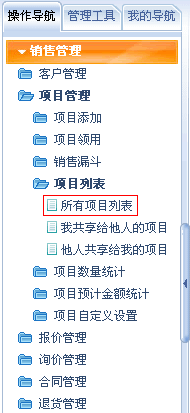 操作导航 管理工具 我的导航
销售管理
客户管理
项目管理
项目添加
项目领用
销售漏斗
项目列表
所有项目列表
我共享给他人的项目
他人共享给我的项目
项目数量统计
项目预计金额统计
项目自定义设置
报价管理
询价管理
合同管理
退货管理